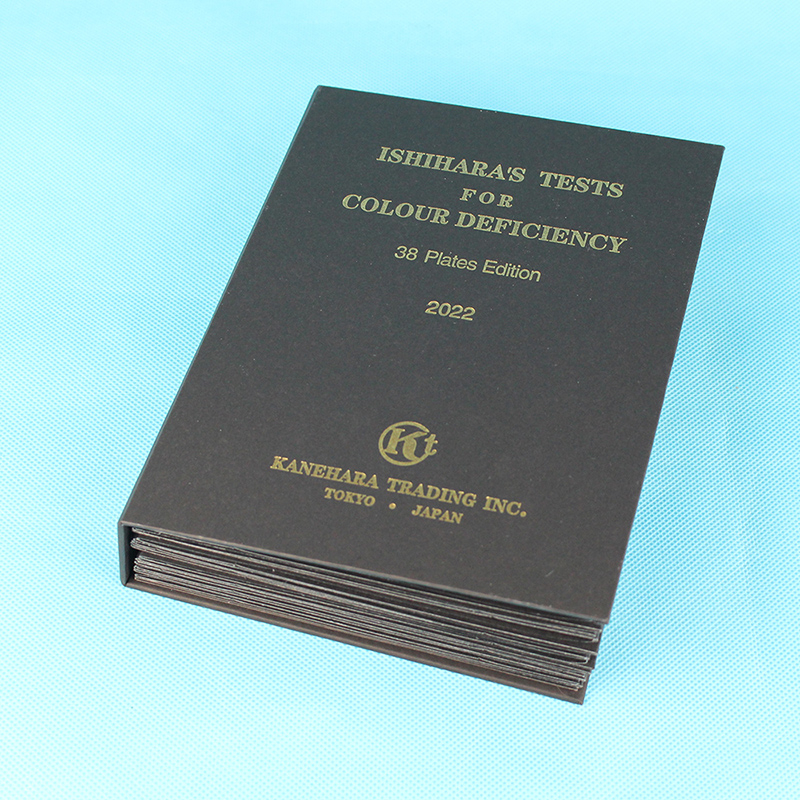 ISHIHARA'S TESTS
FOR
COLOUR DEFICIENCY
38 Plates Edition
2022
Kt
KANEHARA TRADING INC.
TOKYO • JAPAN